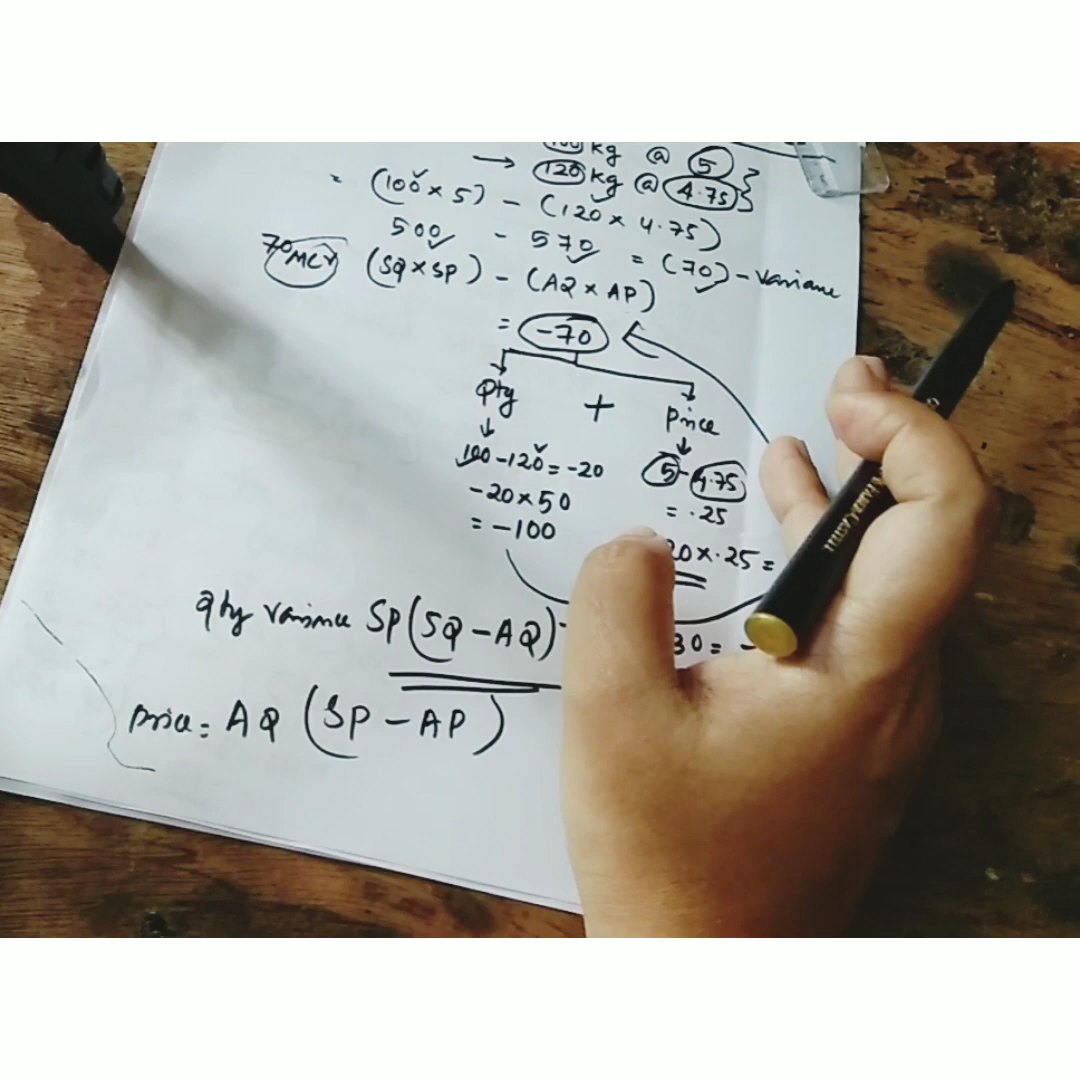 100 kg @ 5
→ 120 kg @ 4.75
= (100 × 5) - (120 × 4.75)
500 - 570 = (70) - Variance
70 MCV (SQ × SP) - (AQ × AP)
= -70
Qty + Price
100 - 120 = -20
-20 × 50
= -100
5 - 4.75
= .25
20 × .25 =
30 = -
Qty variance SP (SQ - AQ)
Price = AQ (SP - AP)